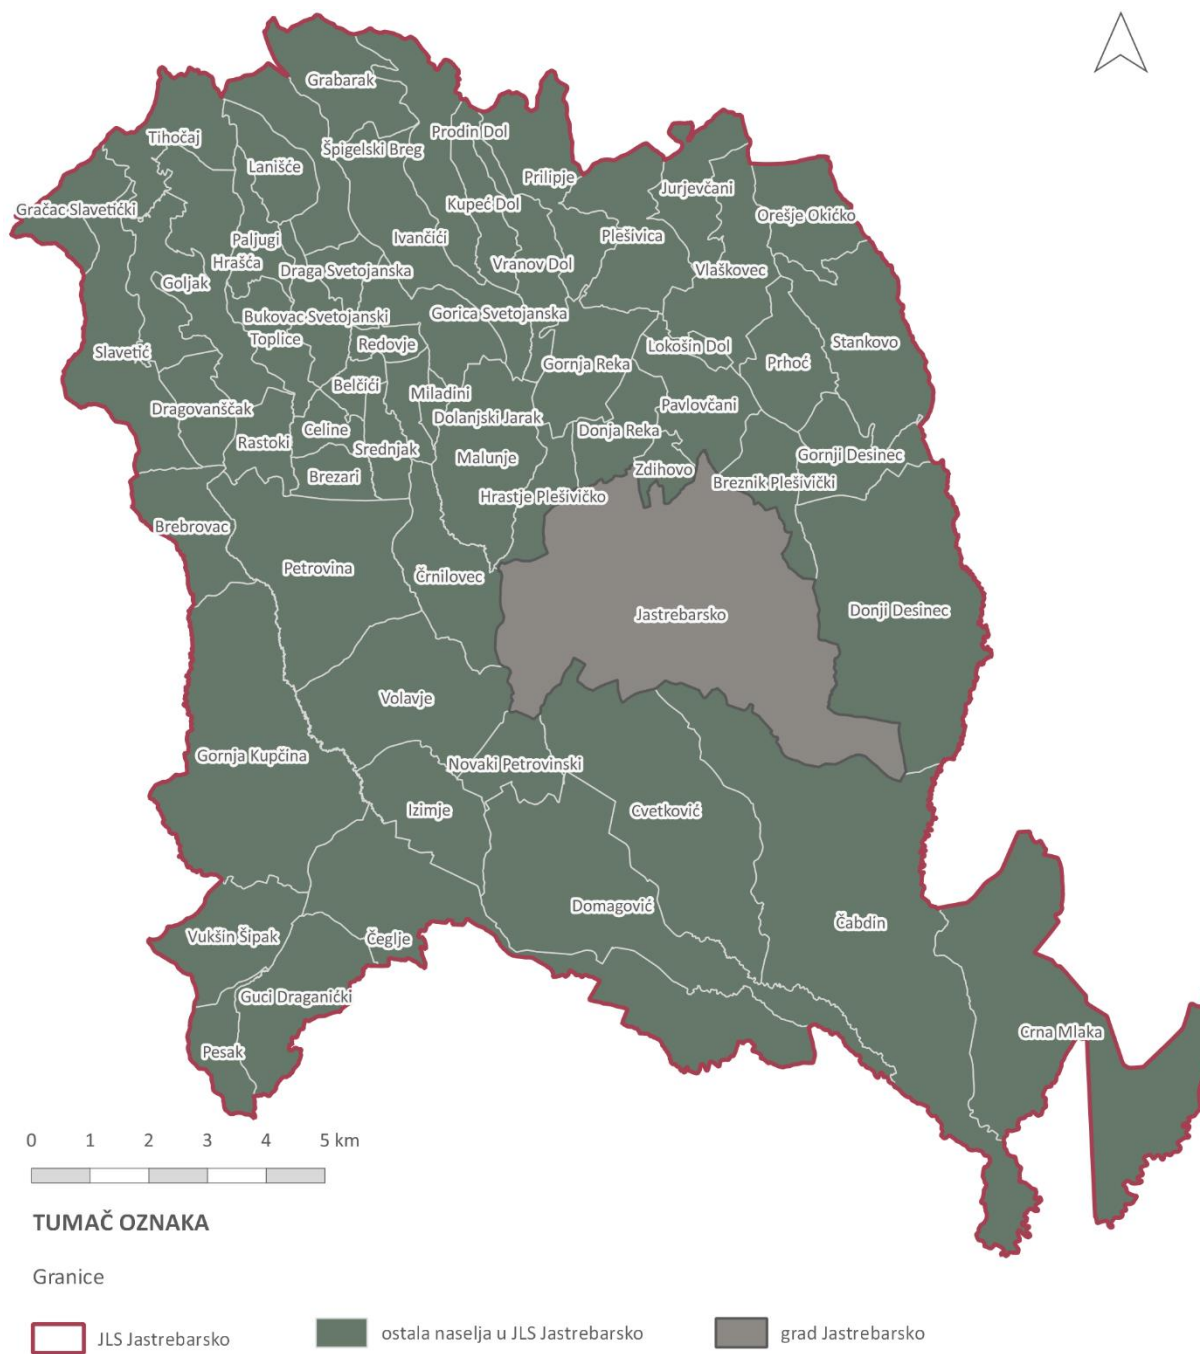 Grabarak
Tihočaj
Prodin Dol
Špigelski Breg
Lanišće
Prilipje
Jurjevčani
Kupeć Dol
Gračac Slavetićki
Orešje Okićko
Paljugi
Ivančići
Plešivica
Hrašća
Vranov Dol
Draga Svetojanska
Vlaškovec
Goljak
Bukovac Svetojanski
Gorica Svetojanska
Toplice
Redovje
Lokošin Dol
Stankovo
Slavetić
Gornja Reka
Prhoć
Belčići
Miladini
Pavlovčani
Dragovanščak
Dolanjski Jarak
Celine
Donja Reka
Rastoki
Srednjak
Malunje
Gornji Desinec
Brezari
Zdihovo
Breznik Plešivički
Hrastje Plešivičko
Brebrovac
Petrovina
Črnilovec
Jastrebarsko
Donji Desinec
Volavje
Gornja Kupčina
Novaki Petrovinski
Izimje
Cvetković
Domagović
Čabdin
Vukšin Šipak
Čeglje
Guci Draganićki
Crna Mlaka
Pesak
0 1 2 3 4 5 km
TUMAČ OZNAKA
Granice
JLS Jastrebarsko
ostala naselja u JLS Jastrebarsko
grad Jastrebarsko